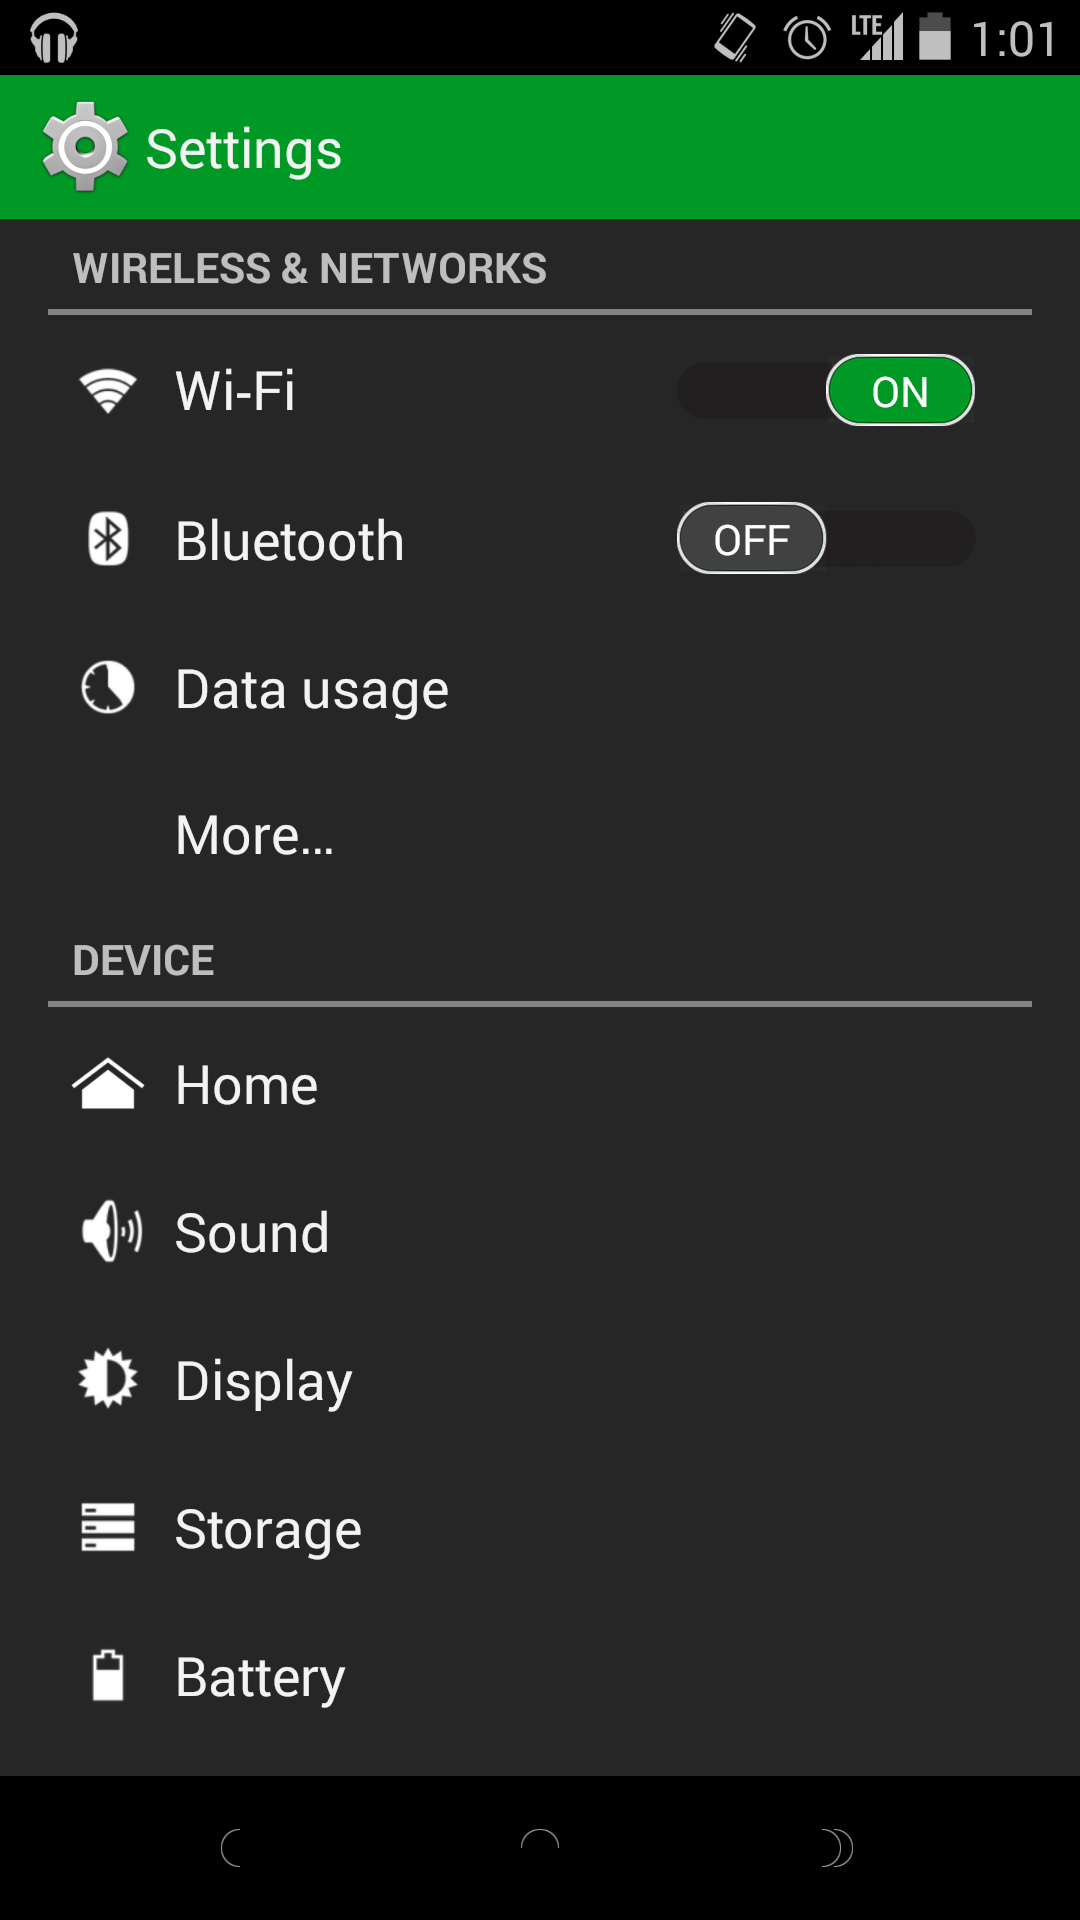 LTE 1:01
Settings
WIRELESS & NETWORKS
Wi-Fi ON
Bluetooth OFF
Data usage
More...
DEVICE
Home
Sound
Display
Storage
Battery